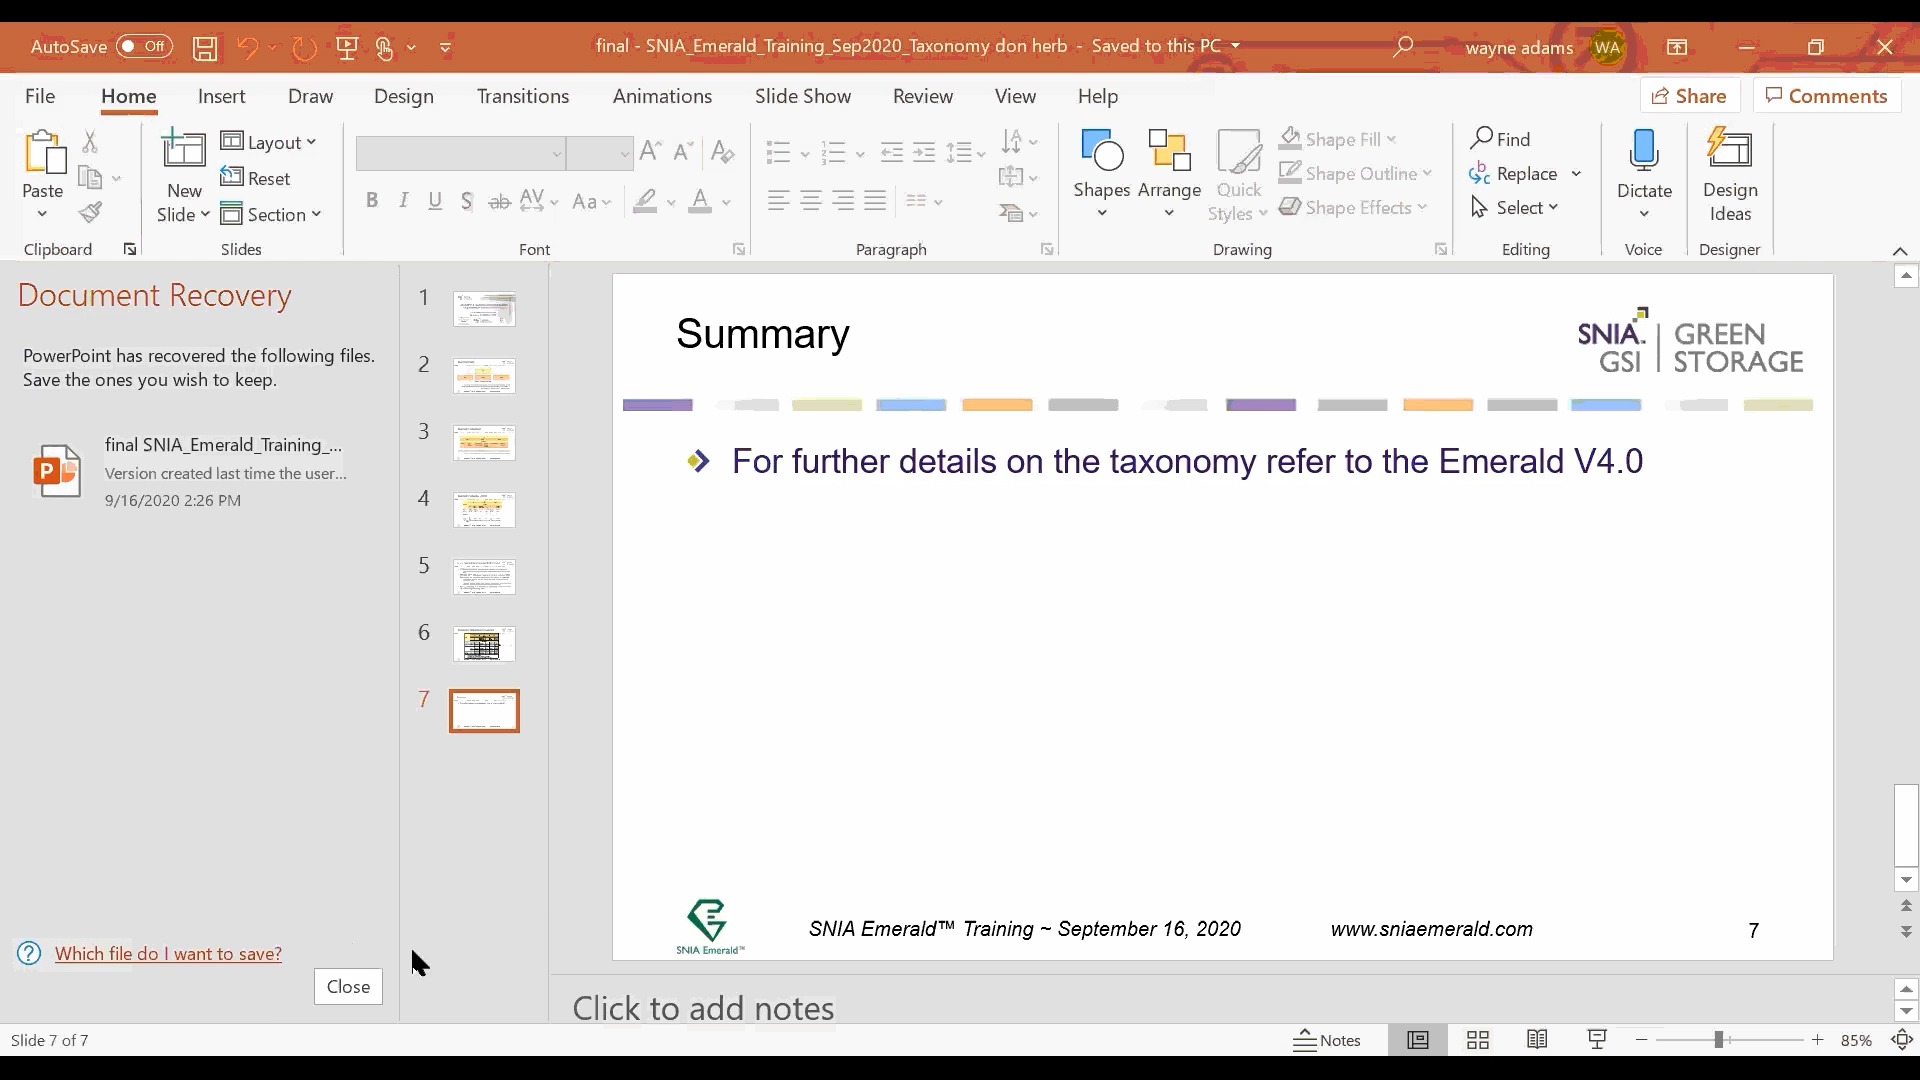 AutoSave Off
final - SNIA_Emerald_Training_Sep2020_Taxonomy don herb - Saved to this PC
wayne adams WA
File Home Insert Draw Design Transitions Animations Slide Show Review View Help
Share Comments
Paste
New
Slide
Layout
Reset
Section
B I U S ab AV Aa A
Shapes Arrange Quick
Styles
Shape Fill
Shape Outline
Shape Effects
Find
Replace
Select
Dictate
Design
Ideas
Clipboard Slides Font Paragraph Drawing Editing Voice Designer
Document Recovery
PowerPoint has recovered the following files.
Save the ones you wish to keep.
final SNIA_Emerald_Training_...
Version created last time the user...
9/16/2020 2:26 PM
Which file do I want to save?
Close
1
2
3
4
5
6
7
Summary
SNIA. GREEN
GSI STORAGE
For further details on the taxonomy refer to the Emerald V4.0
SNIA Emerald™
SNIA Emerald™ Training ~ September 16, 2020 www.sniaemerald.com 7
Click to add notes
Slide 7 of 7 Notes 85%